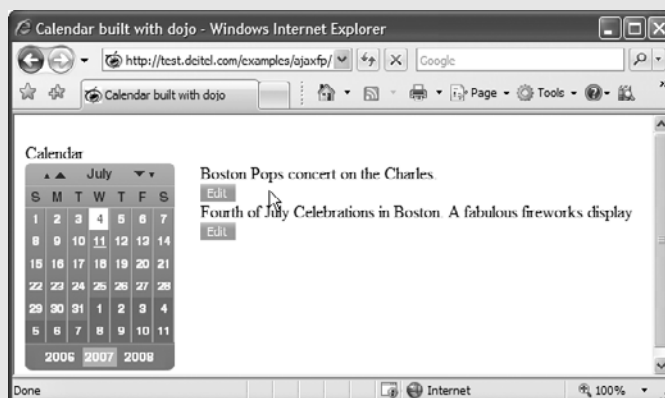 Calendar built with dojo - Windows Internet Explorer
http://test.deitel.com/examples/ajaxfp/
Google
Calendar built with dojo
Page
Tools
Calendar
July
S M T W T F S
1 2 3 4 5 6 7
8 9 10 11 12 13 14
15 16 17 18 19 20 21
22 23 24 25 26 27 28
29 30 31 1 2 3 4
5 6 7 8 9 10 11
2006 2007 2008
Boston Pops concert on the Charles.
Edit
Fourth of July Celebrations in Boston. A fabulous fireworks display
Edit
Done
Internet
100%